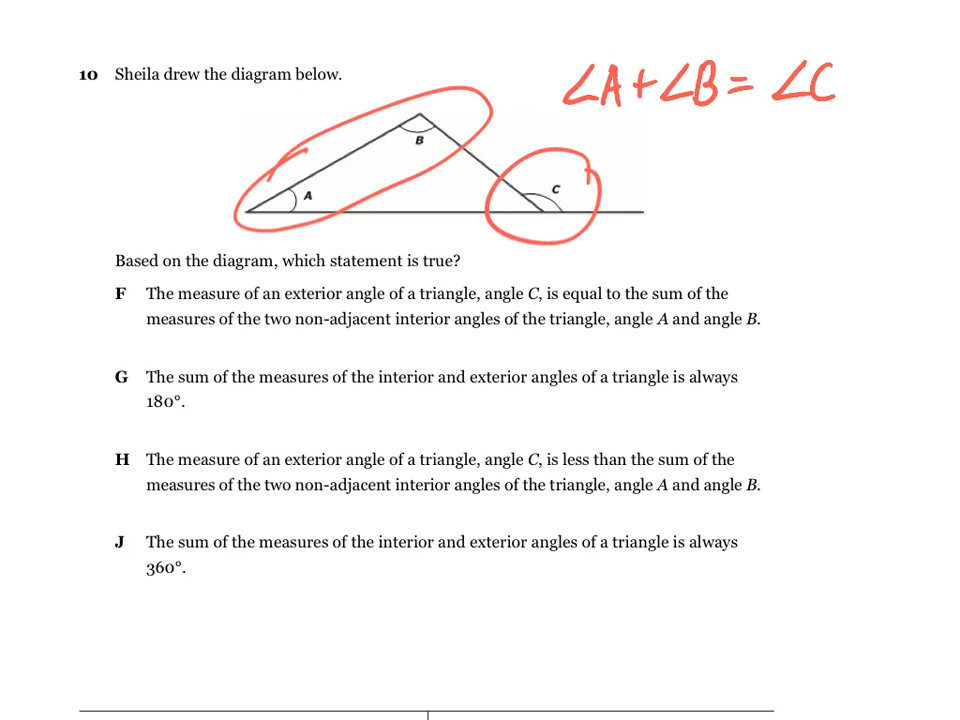 10 Sheila drew the diagram below.
∠A+∠B = ∠C
B
A
C
Based on the diagram, which statement is true?
F The measure of an exterior angle of a triangle, angle C, is equal to the sum of the
measures of the two non-adjacent interior angles of the triangle, angle A and angle B.
G The sum of the measures of the interior and exterior angles of a triangle is always
180°.
H The measure of an exterior angle of a triangle, angle C, is less than the sum of the
measures of the two non-adjacent interior angles of the triangle, angle A and angle B.
J The sum of the measures of the interior and exterior angles of a triangle is always
360°.